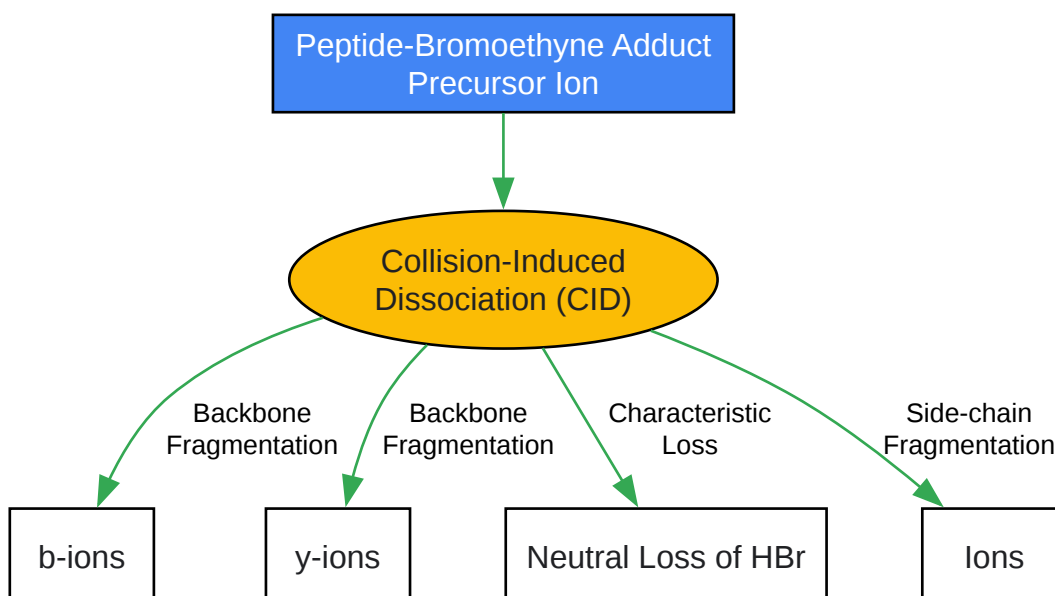 Peptide-Bromoethyne Adduct
Precursor Ion
Collision-Induced
Dissociation (CID)
Backbone
Fragmentation
Backbone
Fragmentation
Characteristic
Loss
Side-chain
Fragmentation
b-ions
y-ions
Neutral Loss of HBr
Ions